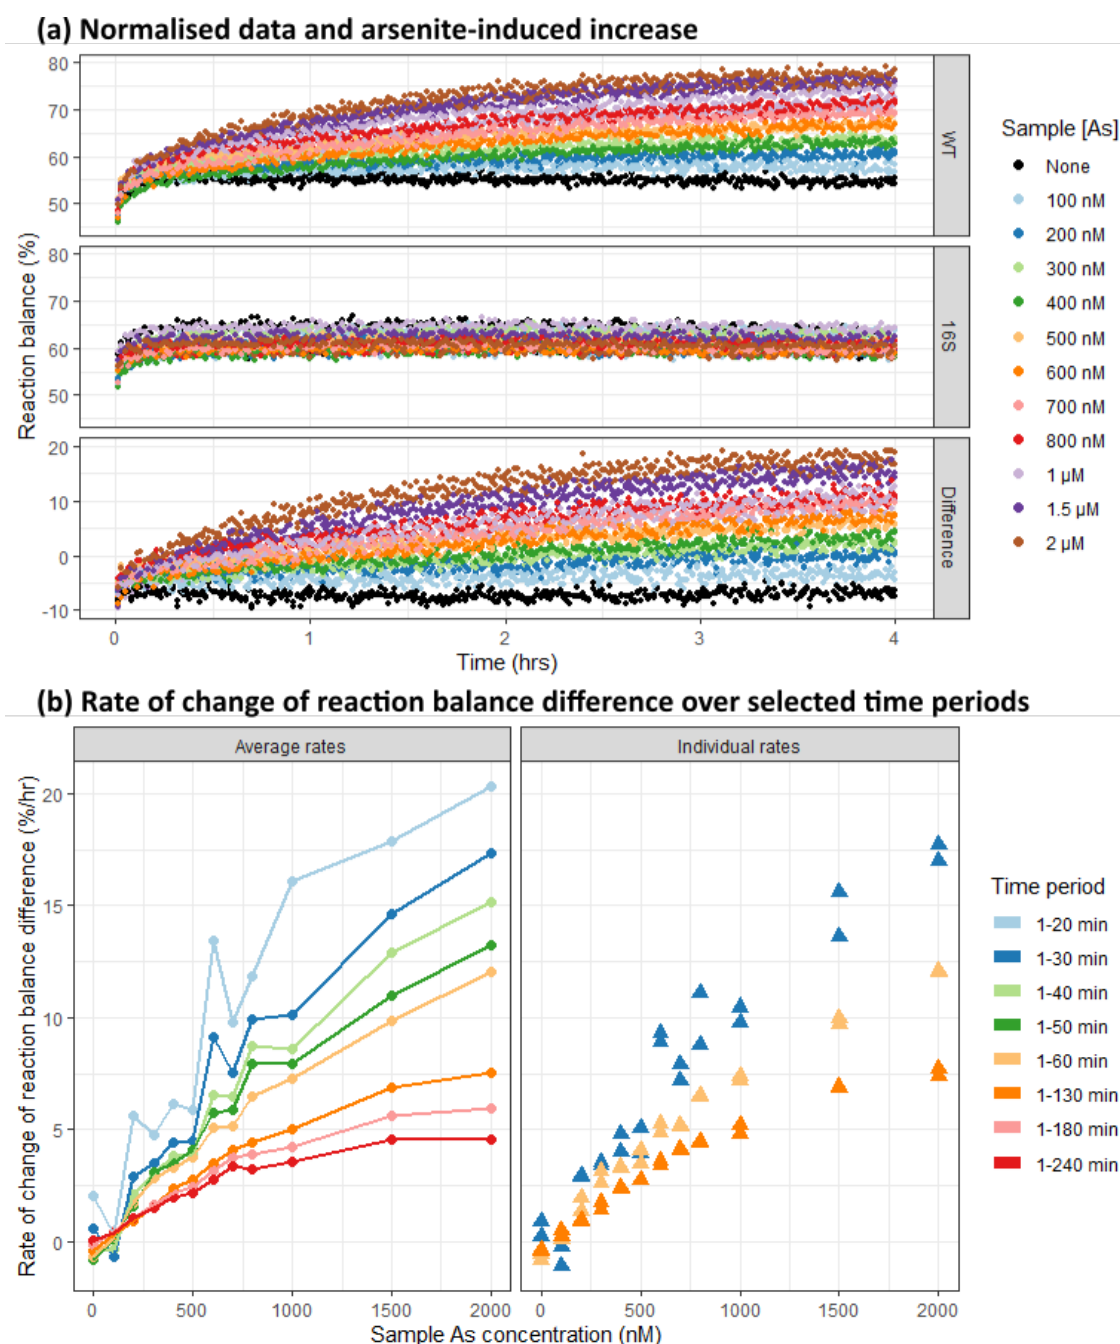 (a) Normalised data and arsenite-induced increase
80
70
60
50
WT
80
70
60
50
16S
20
10
0
-10
Difference
Reaction balance (%)
0 1 2 3 4
Time (hrs)
Sample [As]
None
100 nM
200 nM
300 nM
400 nM
500 nM
600 nM
700 nM
800 nM
1 µM
1.5 µM
2 µM
(b) Rate of change of reaction balance difference over selected time periods
Average rates Individual rates
Rate of change of reaction balance difference (%/hr)
20
15
10
5
0
0 500 1000 1500 2000 0 500 1000 1500 2000
Sample As concentration (nM)
Time period
1-20 min
1-30 min
1-40 min
1-50 min
1-60 min
1-130 min
1-180 min
1-240 min